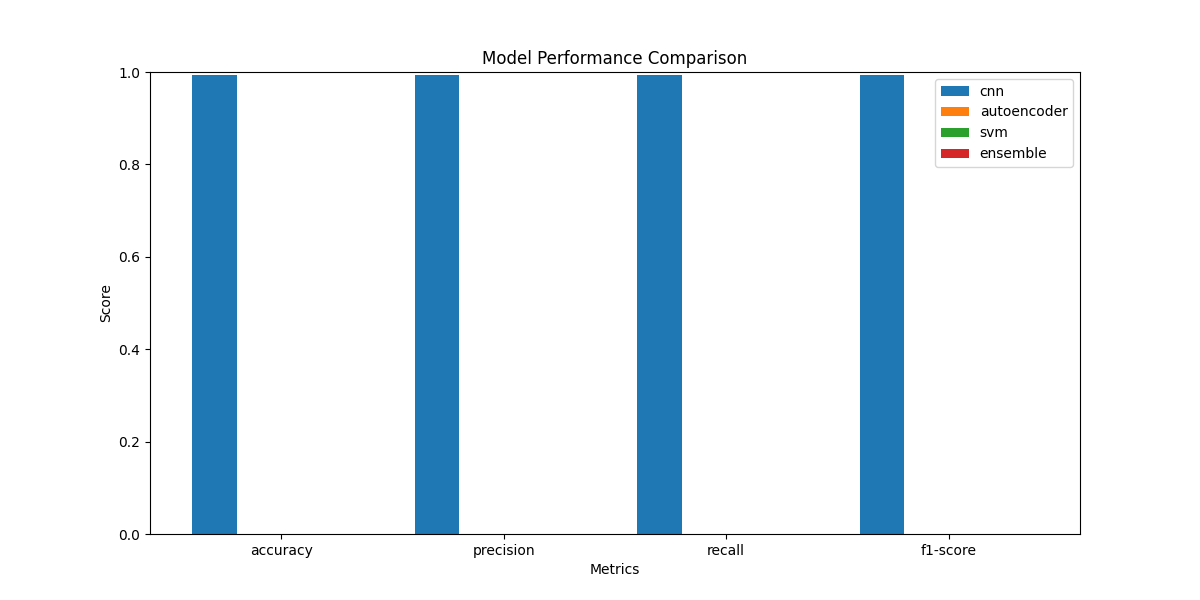 Model Performance Comparison
1.0
0.8
0.6
0.4
0.2
0.0
Score
cnn
autoencoder
svm
ensemble
accuracy precision recall f1-score
Metrics